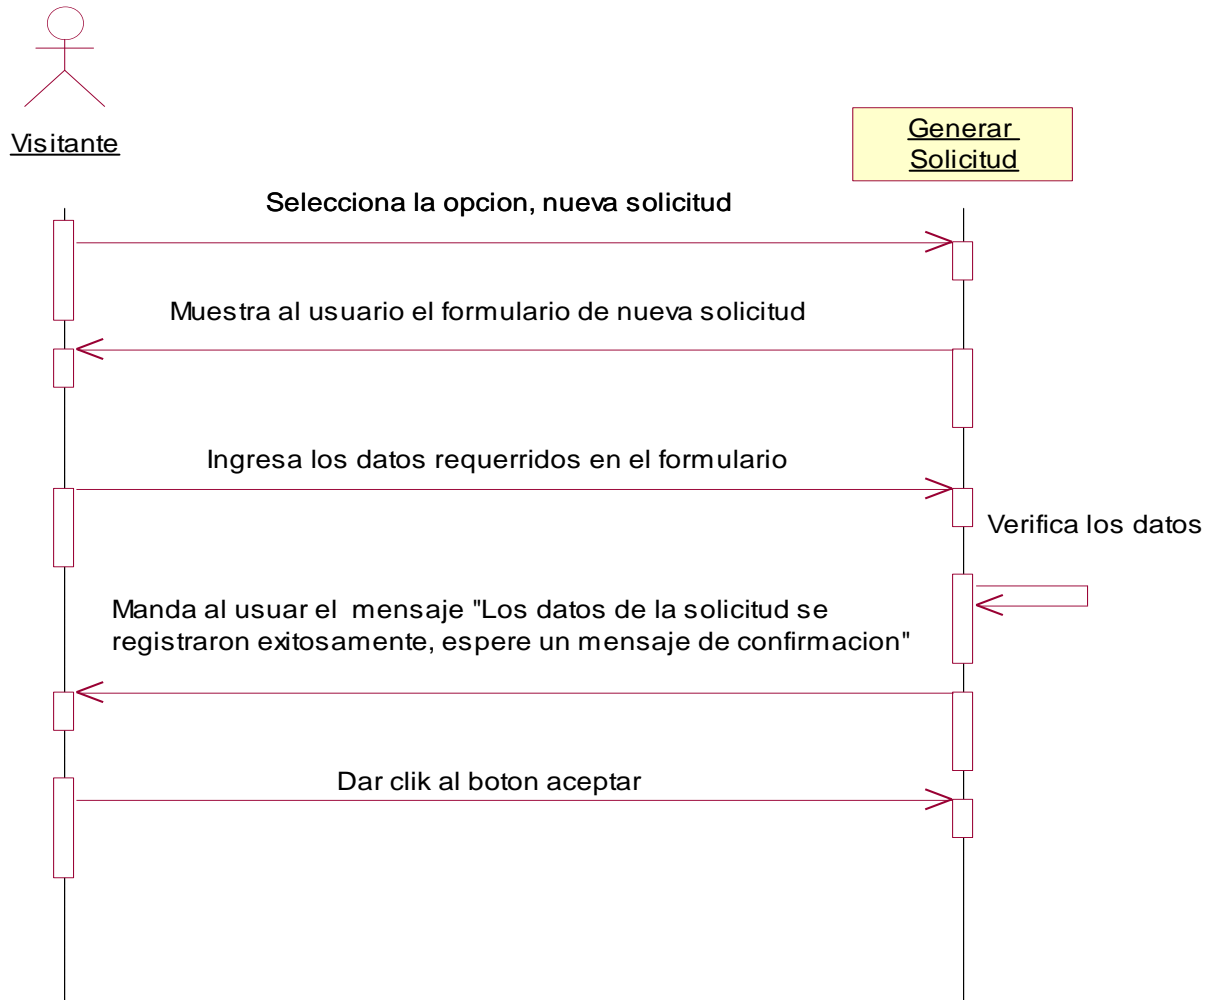 Visitante
Generar
Solicitud
Selecciona la opcion, nueva solicitud
Muestra al usuario el formulario de nueva solicitud
Ingresa los datos requerridos en el formulario
Verifica los datos
Manda al usuar el  mensaje "Los datos de la solicitud se
registraron exitosamente, espere un mensaje de confirmacion"
Dar clik al boton aceptar